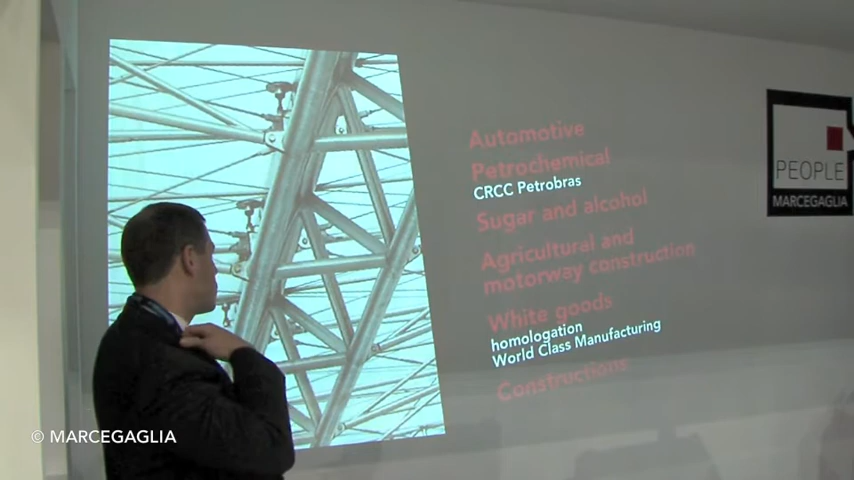 Automotive
Petrochemical
CRCC Petrobras
Sugar and alcohol
Agricultural and
motorway construction
White goods
homologation
World Class Manufacturing
Constructions
PEOPLE
MARCEGAGLIA
© MARCEGAGLIA